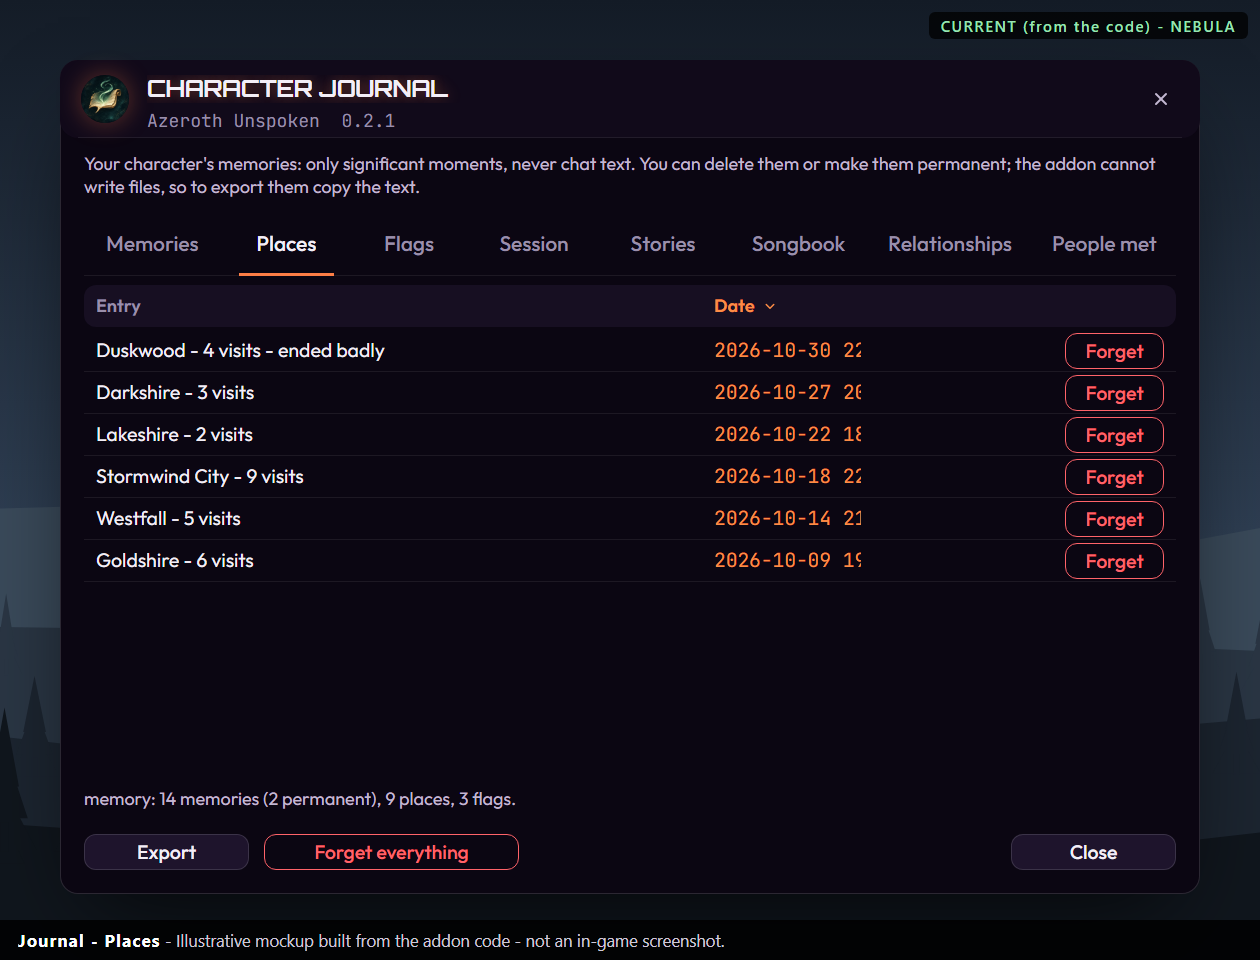 CURRENT (from the code) - NEBULA
CHARACTER JOURNAL
Azeroth Unspoken 0.2.1
Your character's memories: only significant moments, never chat text. You can delete them or make them permanent; the addon cannot
write files, so to export them copy the text.
Memories Places Flags Session Stories Songbook Relationships People met
Entry Date
Duskwood - 4 visits - ended badly 2026-10-30 22 Forget
Darkshire - 3 visits 2026-10-27 20 Forget
Lakeshire - 2 visits 2026-10-22 18 Forget
Stormwind City - 9 visits 2026-10-18 22 Forget
Westfall - 5 visits 2026-10-14 21 Forget
Goldshire - 6 visits 2026-10-09 19 Forget
memory: 14 memories (2 permanent), 9 places, 3 flags.
Export Forget everything Close
Journal - Places - Illustrative mockup built from the addon code - not an in-game screenshot.